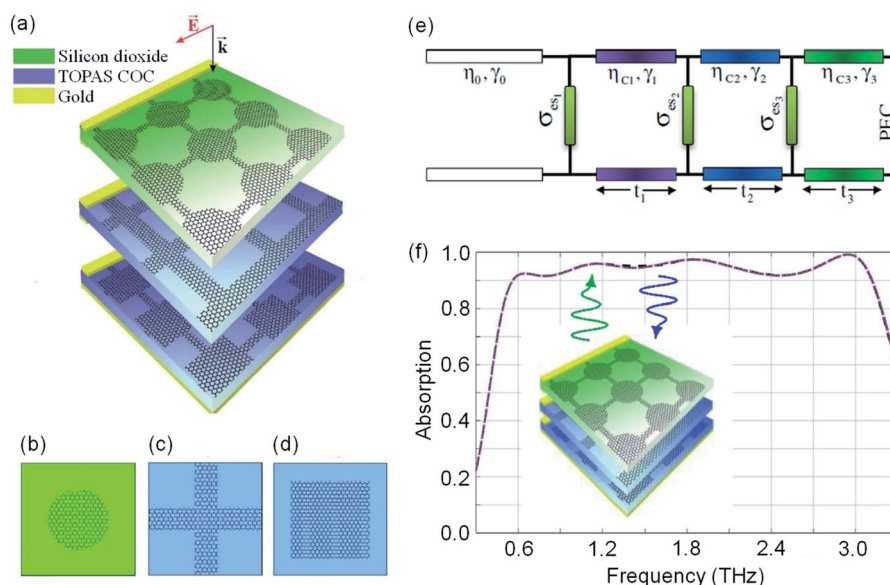 (a)
E
k
Silicon dioxide
TOPAS COC
Gold
(b)
(c)
(d)
(e)
η0, γ0
ηC1, γ1
ηC2, γ2
ηC3, γ3
σes1
σes2
σes3
PEC
t1
t2
t3
(f)
1.0
0.8
0.6
0.4
0.2
0.0
Absorption
0.6
1.2
1.8
2.4
3.0
Frequency (THz)